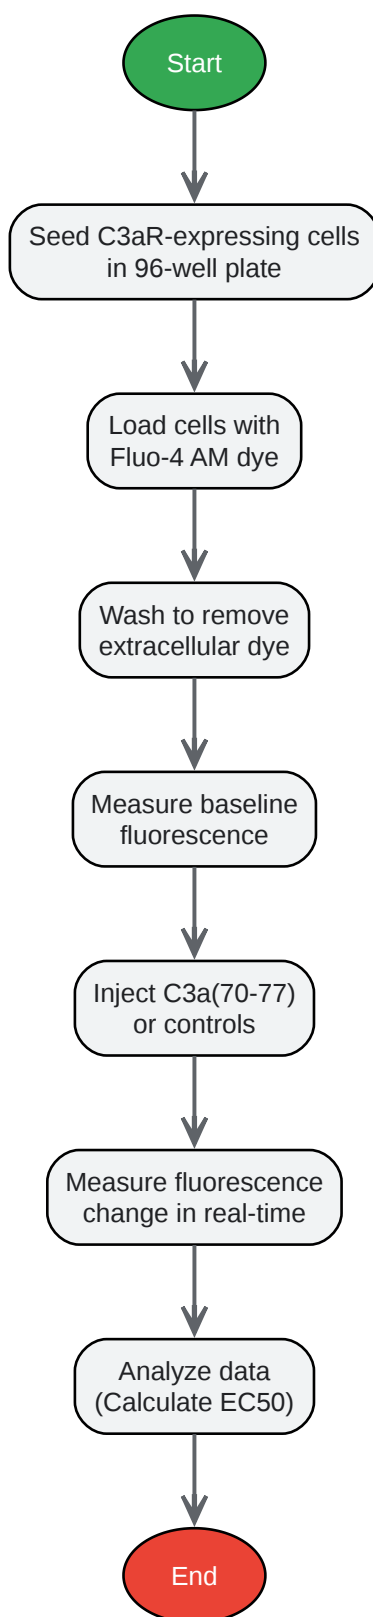 Start
Seed C3aR-expressing cells
in 96-well plate
Load cells with
Fluo-4 AM dye
Wash to remove
extracellular dye
Measure baseline
fluorescence
Inject C3a(70-77)
or controls
Measure fluorescence
change in real-time
Analyze data
(Calculate EC50)
End